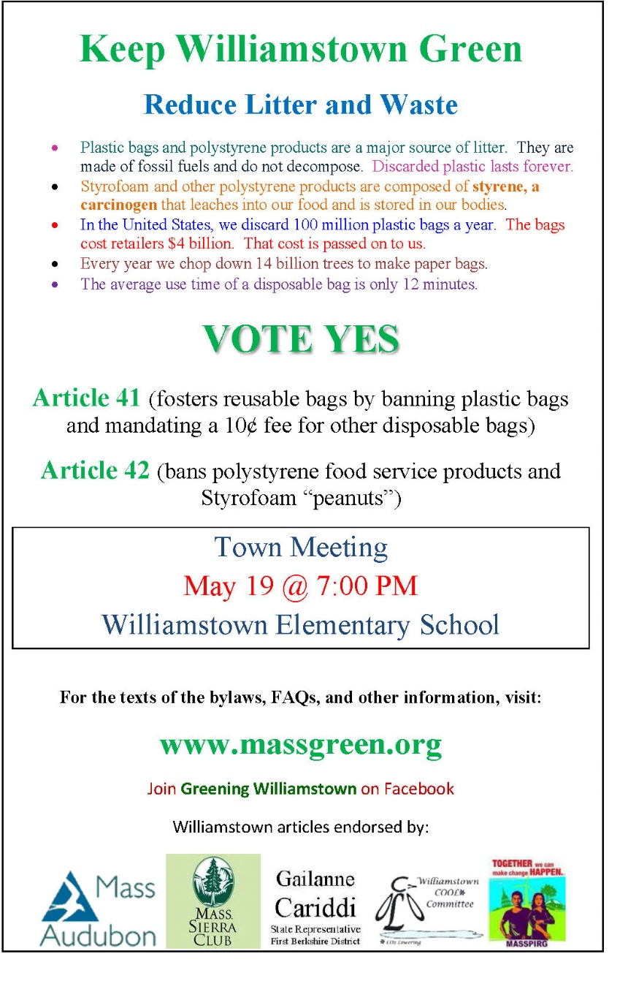 Keep Williamstown Green
Reduce Litter and Waste
• Plastic bags and polystyrene products are a major source of litter. They are
made of fossil fuels and do not decompose. Discarded plastic lasts forever.
• Styrofoam and other polystyrene products are composed of styrene, a
carcinogen that leaches into our food and is stored in our bodies.
• In the United States, we discard 100 million plastic bags a year. The bags
cost retailers $4 billion. That cost is passed on to us.
• Every year we chop down 14 billion trees to make paper bags.
• The average use time of a disposable bag is only 12 minutes.
VOTE YES
Article 41 (fosters reusable bags by banning plastic bags
and mandating a 10¢ fee for other disposable bags)
Article 42 (bans polystyrene food service products and
Styrofoam “peanuts”)
Town Meeting
May 19 @ 7:00 PM
Williamstown Elementary School
For the texts of the bylaws, FAQs, and other information, visit:
www.massgreen.org
Join Greening Williamstown on Facebook
Williamstown articles endorsed by:
Mass
Audubon
MASS.
SIERRA
CLUB
Gailanne
Cariddi
State Representative
First Berkshire District
Williamstown
COOL*
Committee
* CO2 Lowering
TOGETHER we can
make change HAPPEN.
MASSPIRG